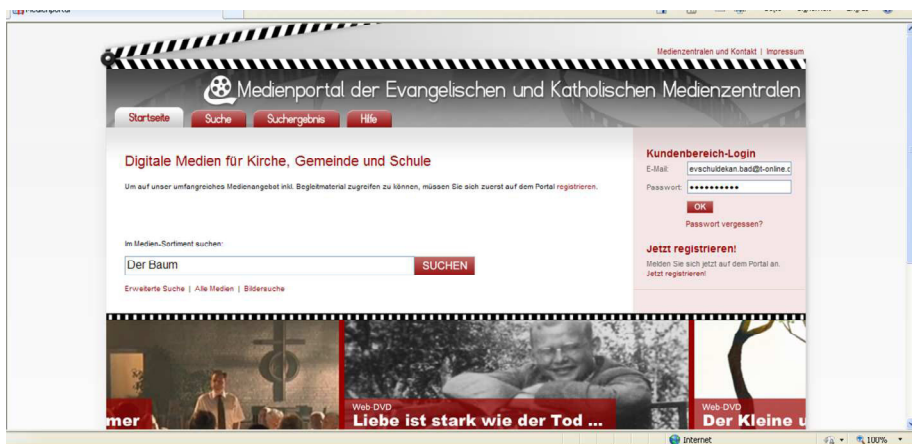 Medienportal
Medienzentralen und Kontakt | Impressum
Medienportal der Evangelischen und Katholischen Medienzentralen
Startseite Suche Suchergebnis Hilfe
Digitale Medien für Kirche, Gemeinde und Schule
Um auf unser umfangreiches Medienangebot inkl. Begleitmaterial zugreifen zu können, müssen Sie sich zuerst auf dem Portal registrieren.
Im Medien-Sortiment suchen:
Der Baum SUCHEN
Erweiterte Suche | Alle Medien | Bildersuche
Kundenbereich-Login
E-Mail: evschuldekan.bad@t-online.c
Passwort: ••••••••••
OK
Passwort vergessen?
Jetzt registrieren!
Melden Sie sich jetzt auf dem Portal an.
Jetzt registrieren!
mer
Web-DVD
Liebe ist stark wie der Tod ...
Web-DVD
Der Kleine u
Internet 100%